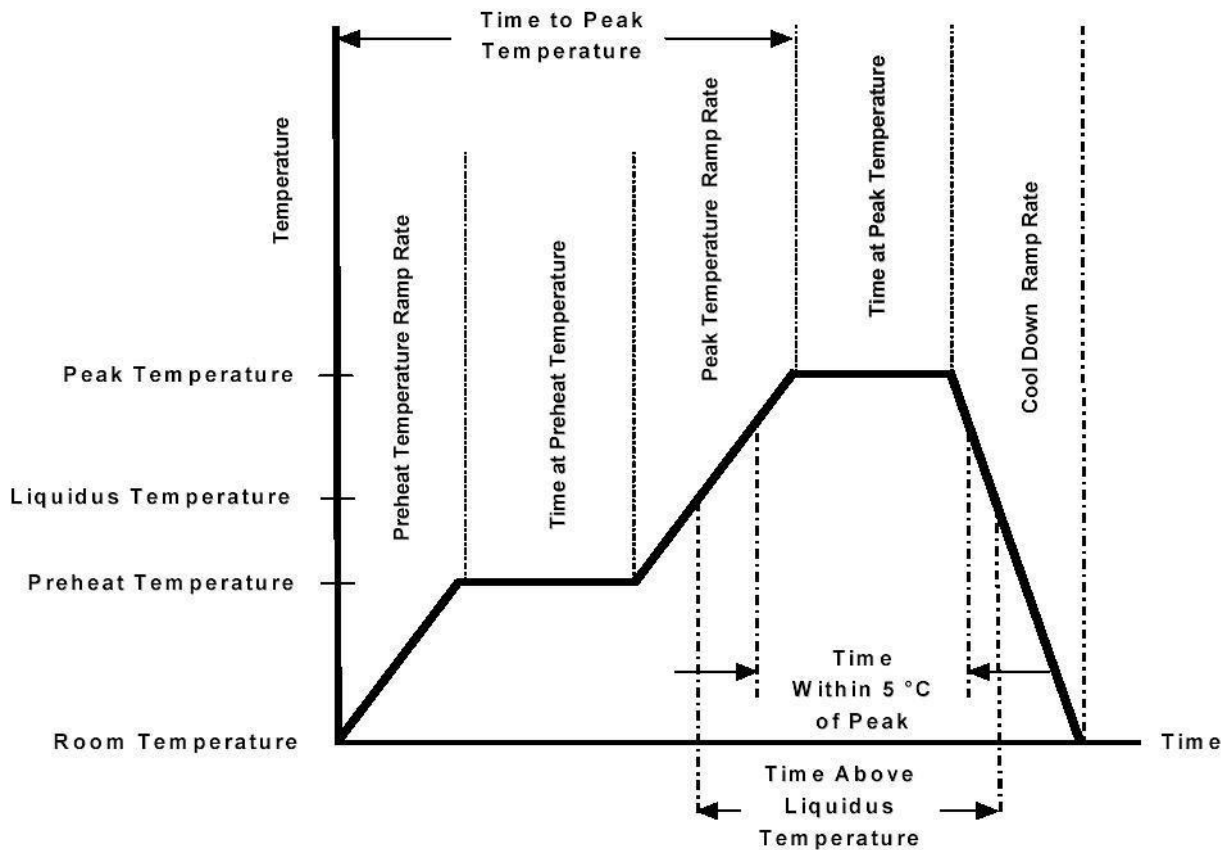 Time to Peak
Temperature
Temperature
Preheat Temperature Ramp Rate
Time at Preheat Temperature
Peak Temperature Ramp Rate
Time at Peak Temperature
Cool Down Ramp Rate
Peak Temperature
Liquidus Temperature
Preheat Temperature
Room Temperature
Time
Within 5 °C
of Peak
Time
Time Above
Liquidus
Temperature